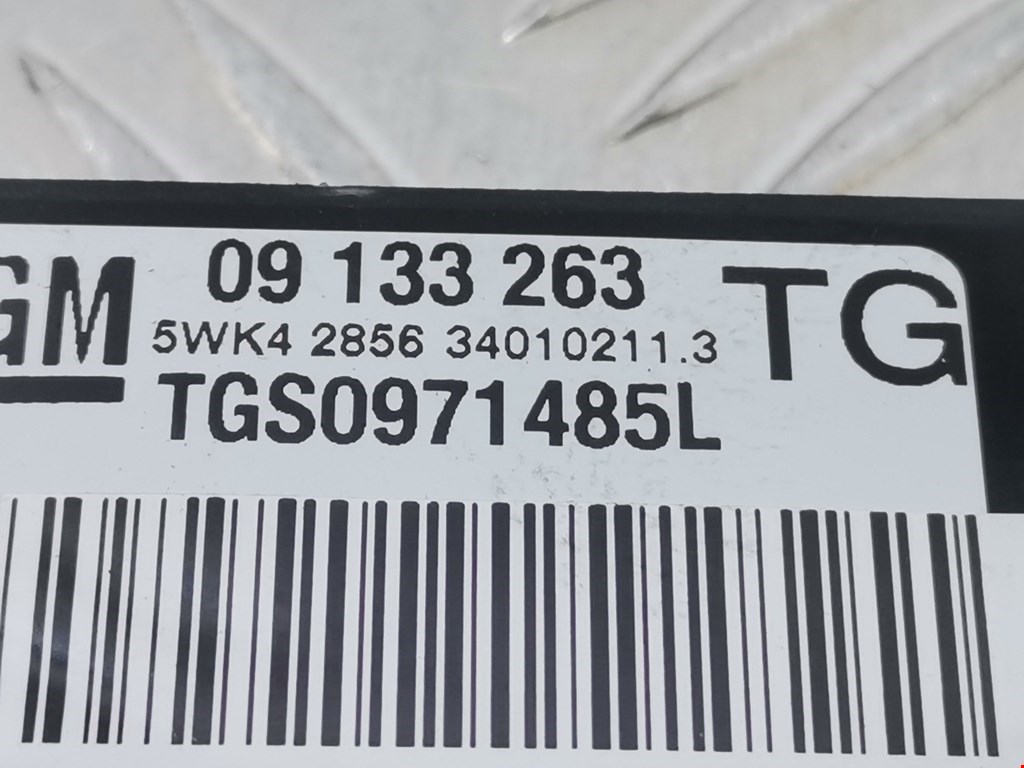 GM
09 133 263
TG
5WK4 2856 34010211.3
TGS0971485L